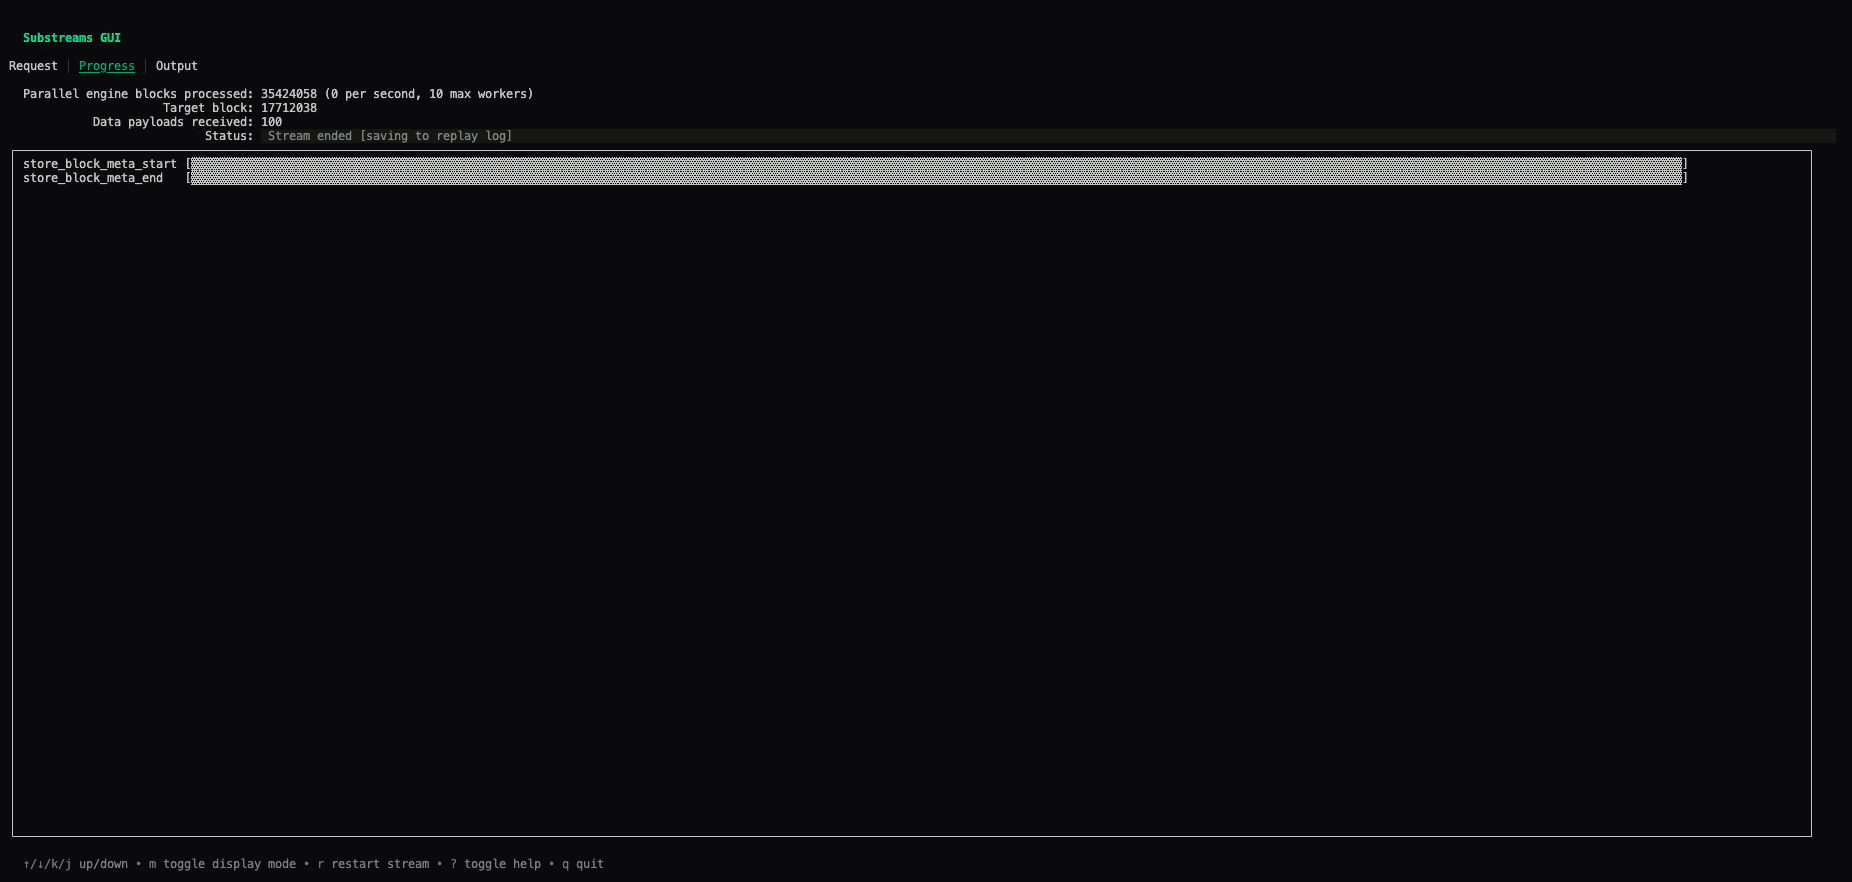 Substreams GUI
Request │ Progress │ Output
Parallel engine blocks processed: 35424058 (0 per second, 10 max workers)
Target block: 17712038
Data payloads received: 100
Status: Stream ended [saving to replay log]
store_block_meta_start [▒]
store_block_meta_end [▒]
↑/↓/k/j up/down • m toggle display mode • r restart stream • ? toggle help • q quit